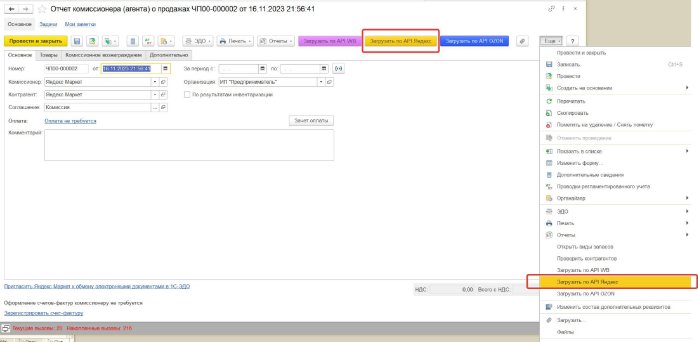 Отчет комиссионера (агента) о продажах ЧП00-000002 от 16.11.2023 21:56:41
Основное Задачи Мои заметки
Провести и закрыть ЭДО Печать Отчеты Загрузить по API WB Загрузить по API Яндекс Загрузить по API OZON Еще ?
Основное Товары Комиссионное вознаграждение Дополнительно
Номер: ЧП00-000002 от: 16.11.2023 21:56:41 За период с: по:
Комиссионер: Яндекс Маркет Организация: ИП "Предприниматель"
Контрагент: Яндекс Маркет По результатам инвентаризации
Соглашение: Комиссия
Оплата: Оплата не требуется Зачет оплаты
Комментарий:
Пригласить Яндекс Маркет к обмену электронными документами в 1С-ЭДО
НДС: 0,00 Всего с НДС
Оформление счетов-фактур комиссионеру не требуется
Зарегистрировать счет-фактуру
Текущие вызовы: 20 Накопленные вызовы: 216
Провести и закрыть
Записать Ctrl+S
Провести
Создать на основании
Перечитать
Скопировать
Пометить на удаление / Снять пометку
Отменить проведение
Показать в списке
Изменить форму...
Дополнительные сведения
Проводки регламентированного учета
Органайзер
ЭДО
Печать
Отчеты
Открыть виды запасов
Проверить контрагентов
Загрузить по API WB
Загрузить по API Яндекс
Загрузить по API OZON
Изменить состав дополнительных реквизитов
Загрузить...
Файлы